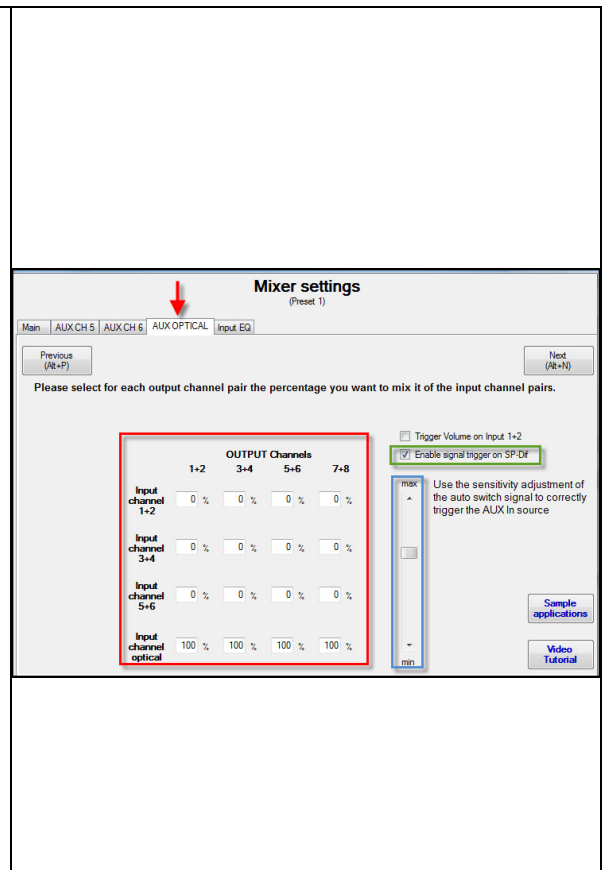 Mixer settings
(Preset 1)
Main AUX CH 5 AUX CH 6 AUX OPTICAL Input EQ
Previous
(Alt+P)
Next
(Alt+N)
Please select for each output channel pair the percentage you want to mix it of the input channel pairs.
Trigger Volume on Input 1+2
Enable signal trigger on SP-Dif
OUTPUT Channels
1+2 3+4 5+6 7+8
Input
channel
1+2
0 % 0 % 0 % 0 %
Input
channel
3+4
0 % 0 % 0 % 0 %
Input
channel
5+6
0 % 0 % 0 % 0 %
Input
channel
optical
100 % 100 % 100 % 100 %
max
min
Use the sensitivity adjustment of
the auto switch signal to correctly
trigger the AUX In source
Sample
applications
Video
Tutorial